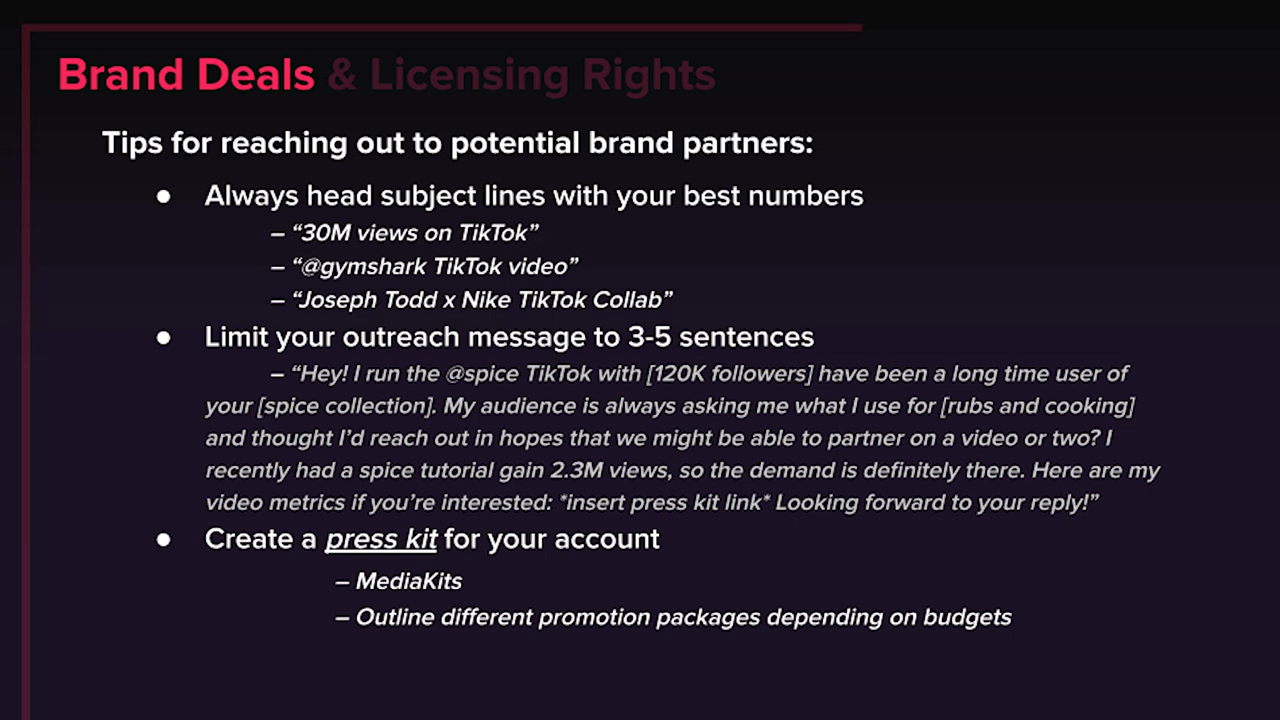 Brand Deals & Licensing Rights
Tips for reaching out to potential brand partners:
● Always head subject lines with your best numbers
– “30M views on TikTok”
– “@gymshark TikTok video”
– “Joseph Todd x Nike TikTok Collab”
● Limit your outreach message to 3-5 sentences
– “Hey! I run the @spice TikTok with [120K followers] have been a long time user of
your [spice collection]. My audience is always asking me what I use for [rubs and cooking]
and thought I’d reach out in hopes that we might be able to partner on a video or two? I
recently had a spice tutorial gain 2.3M views, so the demand is definitely there. Here are my
video metrics if you’re interested: *insert press kit link* Looking forward to your reply!”
● Create a press kit for your account
– MediaKits
– Outline different promotion packages depending on budgets